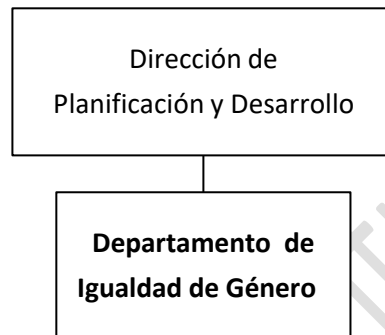 Dirección de
Planificación y Desarrollo
Departamento de
Igualdad de Género